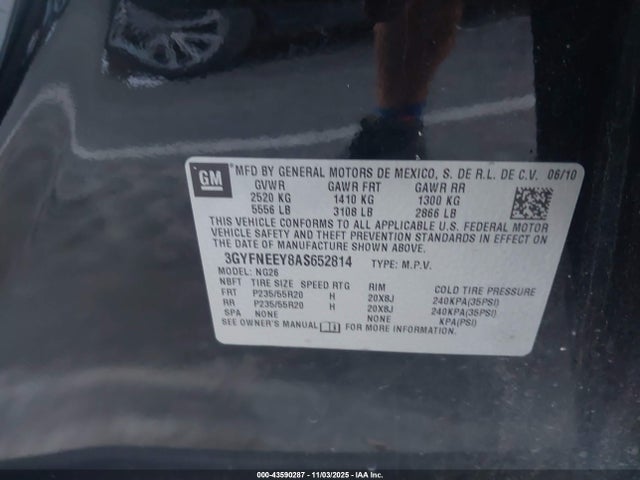 GM MFD BY GENERAL MOTORS DE MEXICO, S. DE R.L. DE C.V. 06/10
GVWR GAWR FRT GAWR RR
2520 KG 1410 KG 1300 KG
5556 LB 3108 LB 2866 LB
THIS VEHICLE CONFORMS TO ALL APPLICABLE U.S. FEDERAL MOTOR
VEHICLE SAFETY AND THEFT PREVENTION STANDARDS IN EFFECT
ON THE DATE OF MANUFACTURE SHOWN ABOVE.
3GYFNEEY8AS652814 TYPE: M.P.V.
MODEL: NG26
NBFT TIRE SIZE SPEED RTG RIM COLD TIRE PRESSURE
FRT P235/55R20 H 20X8J 240KPA(35PSI)
RR P235/55R20 H 20X8J 240KPA(35PSI)
SPA NONE NONE KPA(PSI)
SEE OWNER'S MANUAL FOR MORE INFORMATION.
000-43590287 - 11/03/2025 - IAA Inc.